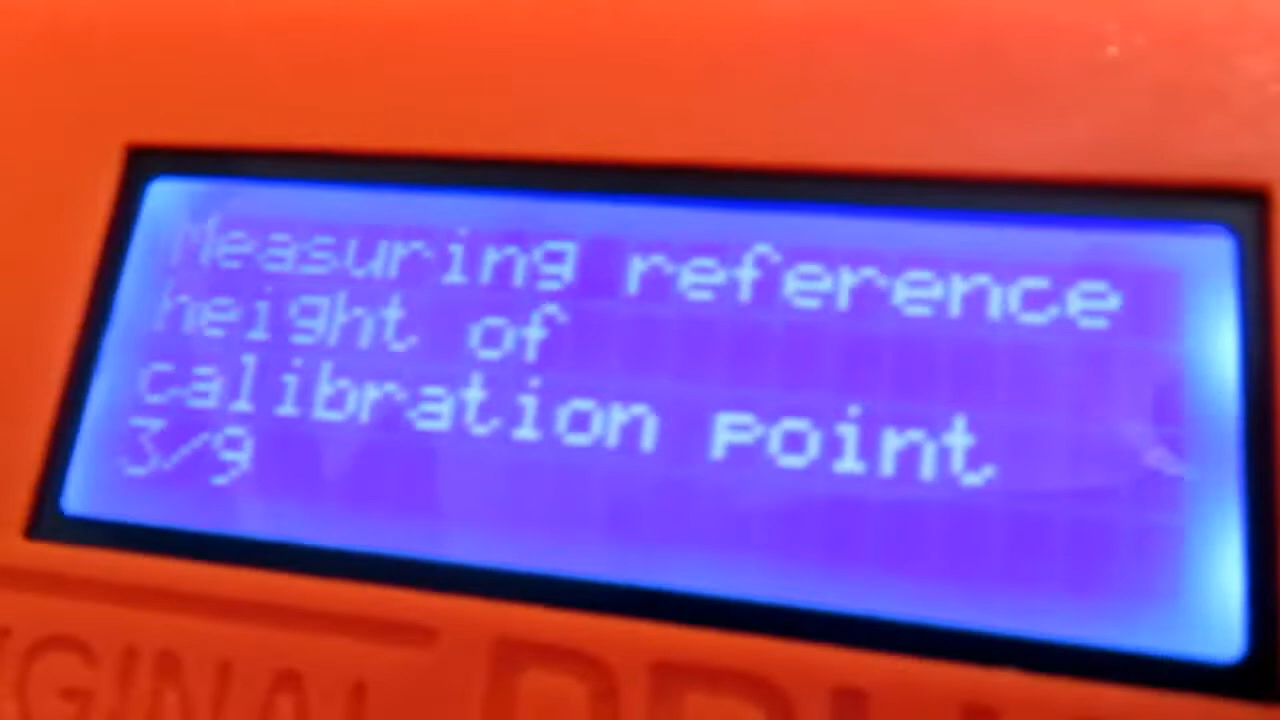 Measuring reference
height of
calibration point
3/9